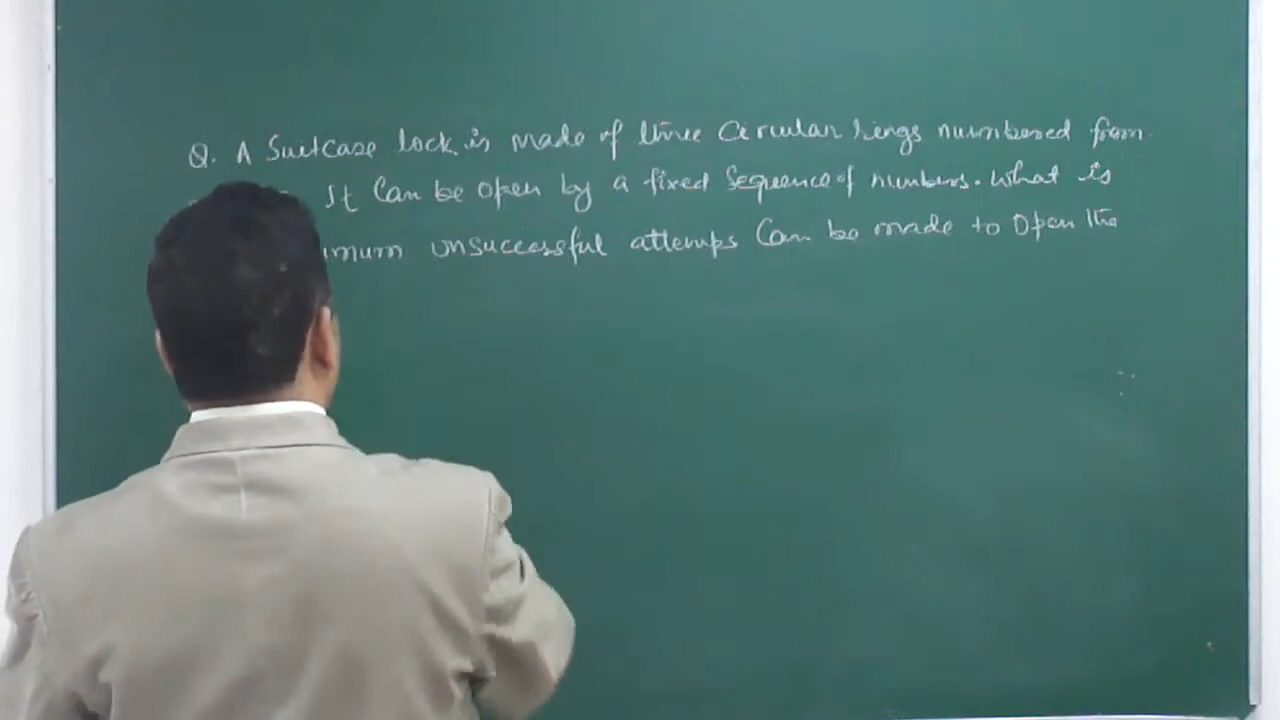 Q. A Suitcase lock is made of three Circular rings numbered from
It Can be open by a fixed Sequence of numbers. What is
imum unsuccessful attemps Can be made to Open the